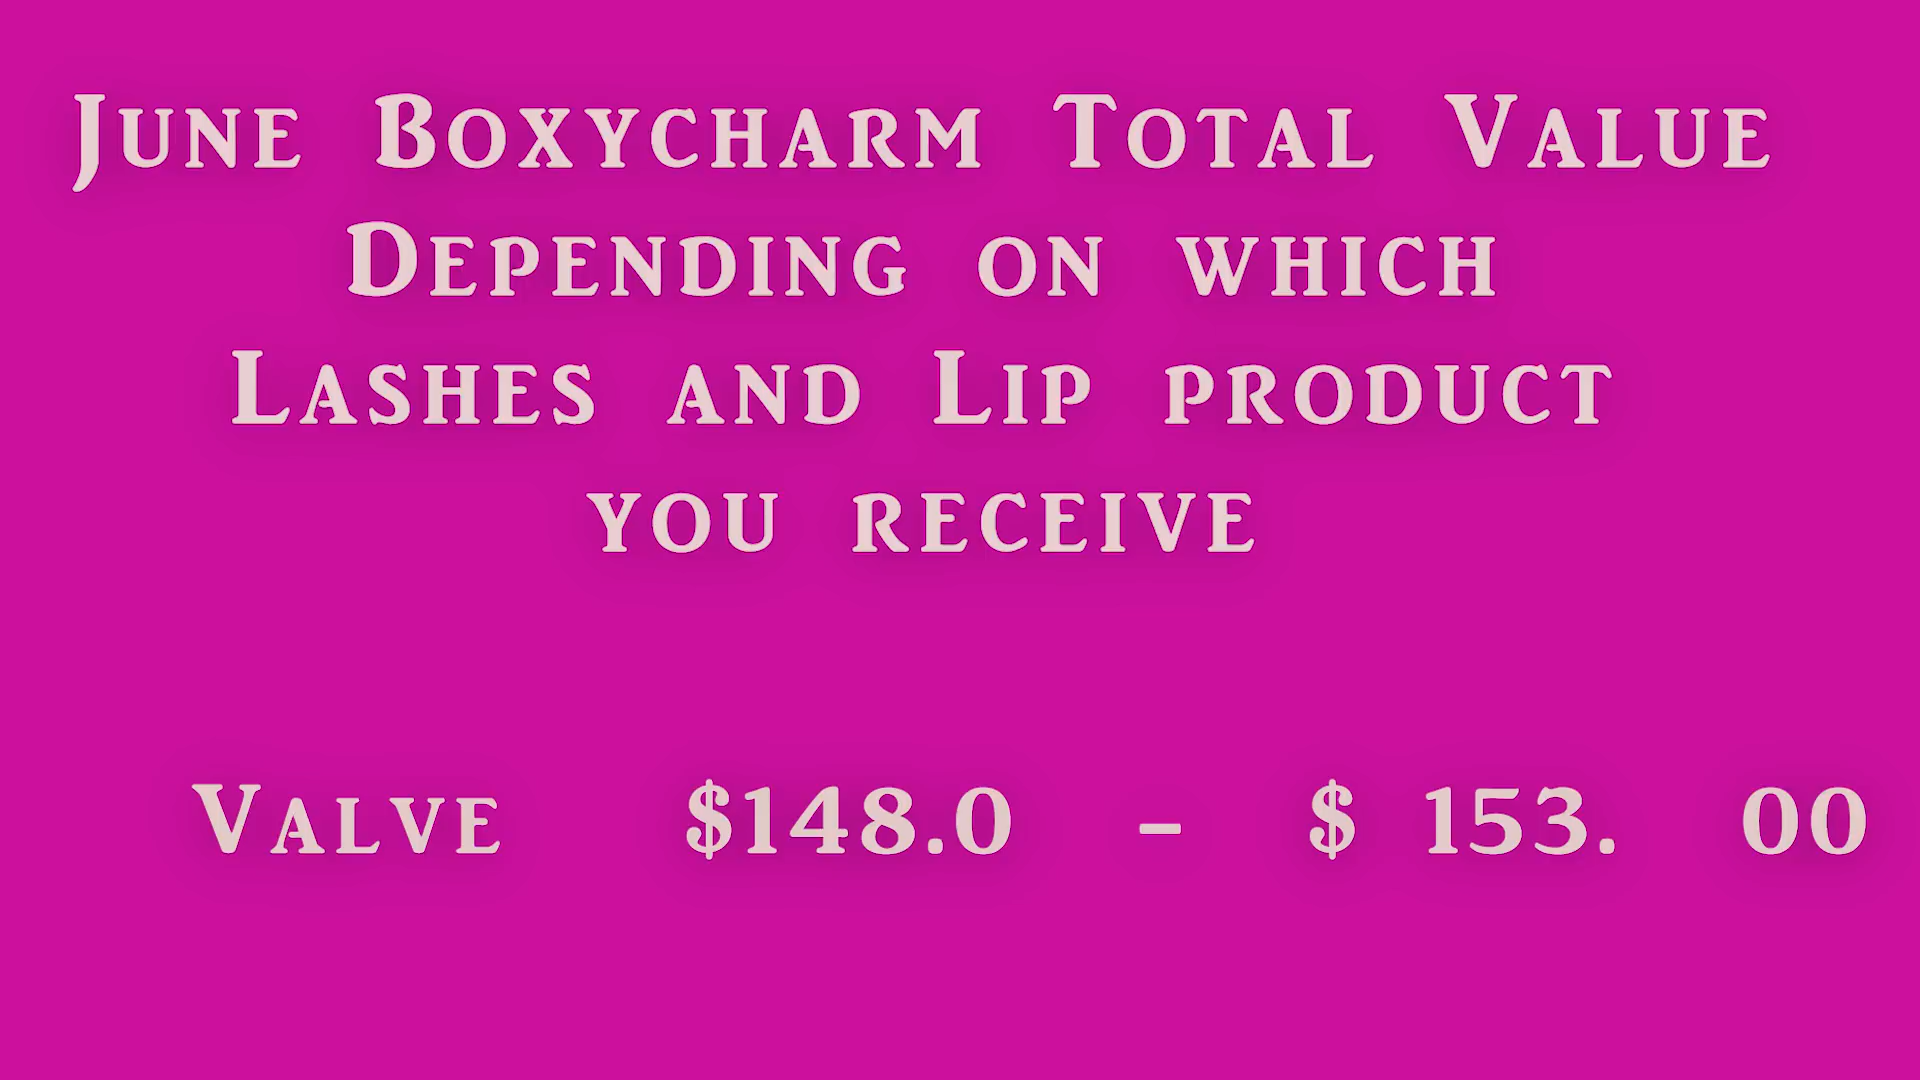 June Boxycharm Total Value
Depending on which
Lashes and Lip product
you receive
Valve $148.0 - $ 153. 00